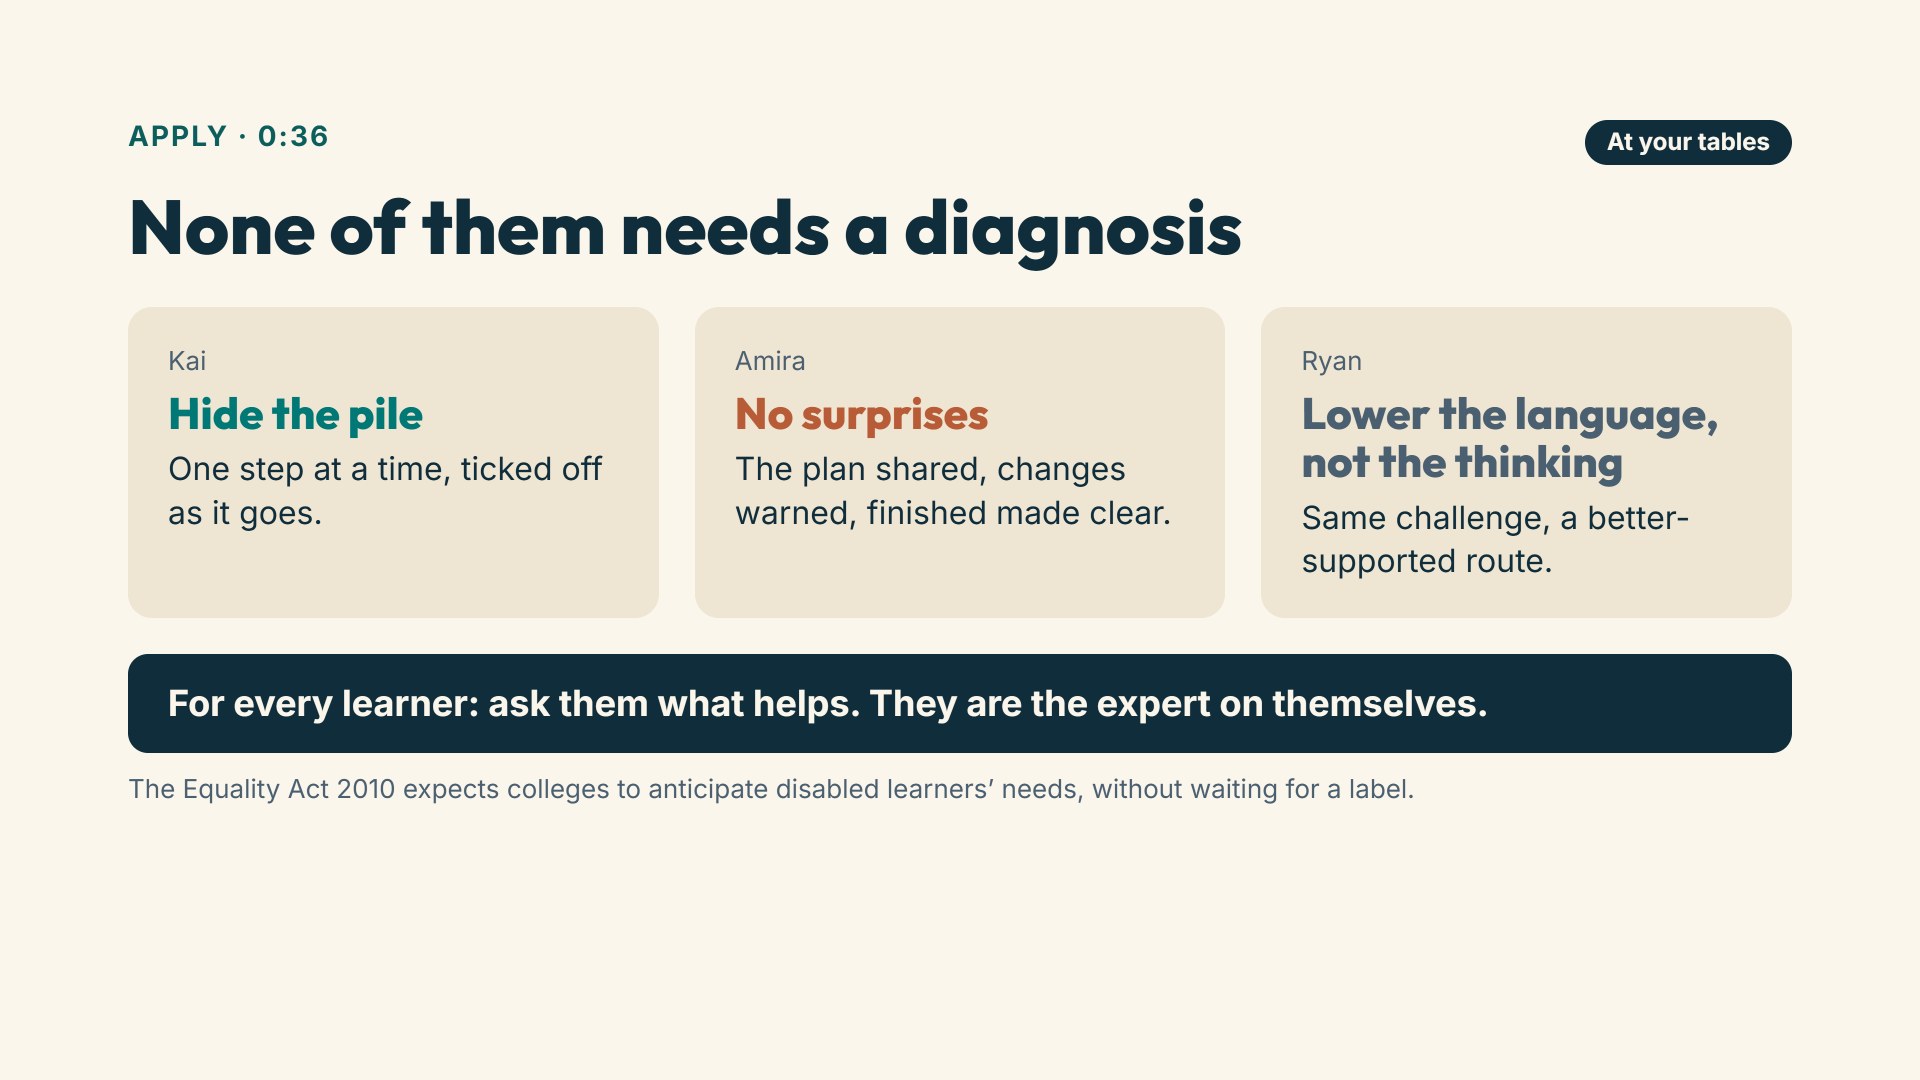 APPLY · 0:36
At your tables
None of them needs a diagnosis
Kai
Hide the pile
One step at a time, ticked off
as it goes.
Amira
No surprises
The plan shared, changes
warned, finished made clear.
Ryan
Lower the language,
not the thinking
Same challenge, a better-
supported route.
For every learner: ask them what helps. They are the expert on themselves.
The Equality Act 2010 expects colleges to anticipate disabled learners’ needs, without waiting for a label.